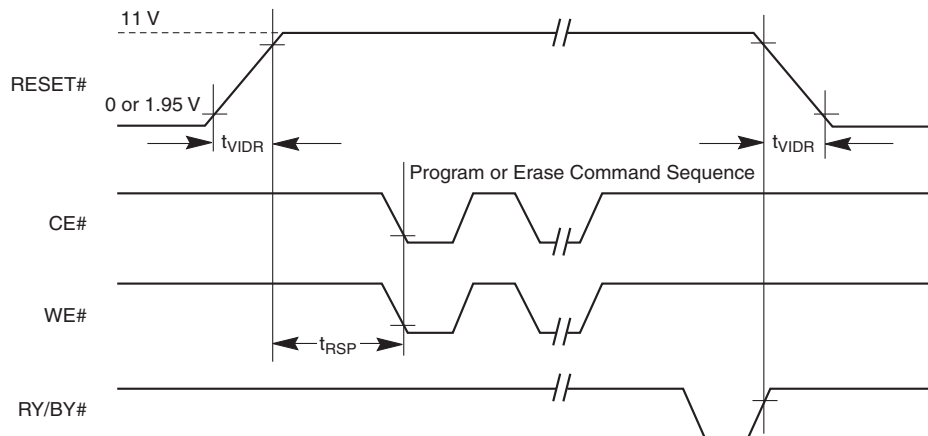 11 V
RESET#
0 or 1.95 V
tVIDR
tVIDR
Program or Erase Command Sequence
CE#
WE#
tRSP
RY/BY#